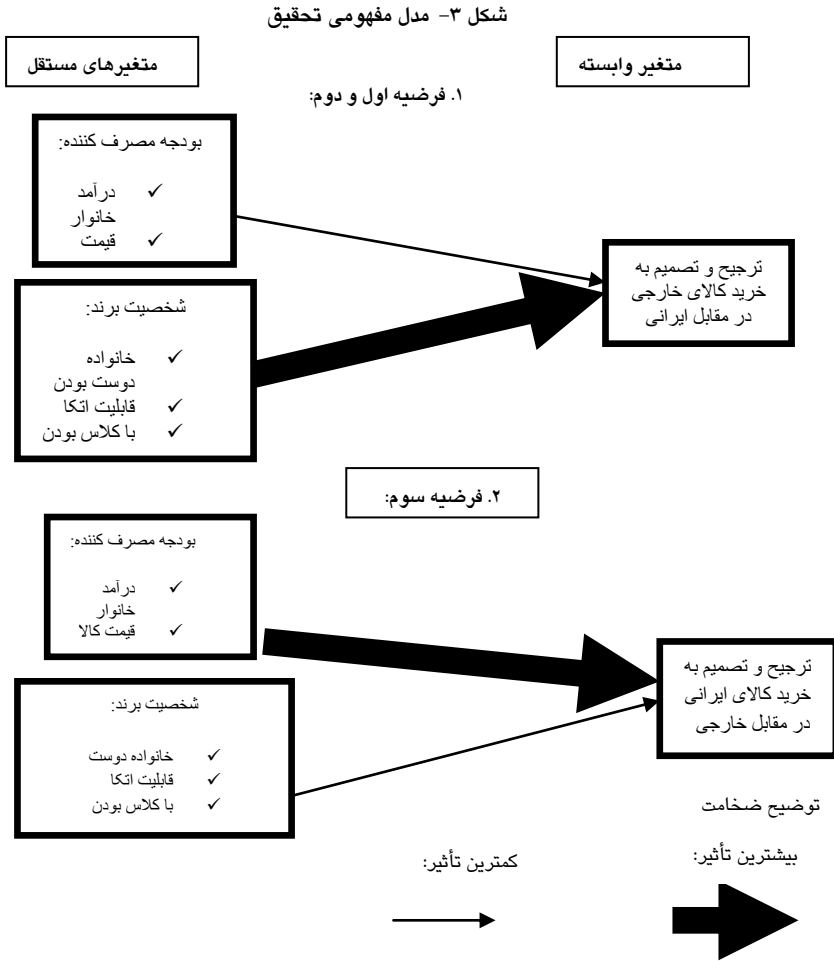 شکل ۳- مدل مفهومی تحقیق
متغیر وابسته
متغیرهای مستقل
۱. فرضیه اول و دوم:
بودجه مصرف کننده:
✓ درآمد
خانوار
✓ قیمت
شخصیت برند:
✓ خانواده
دوست بودن
✓ قابلیت اتکا
✓ با کلاس بودن
ترجیح و تصمیم به
خرید کالای خارجی
در مقابل ایرانی
۲. فرضیه سوم:
بودجه مصرف کننده:
✓ درآمد
خانوار
✓ قیمت کالا
شخصیت برند:
✓ خانواده دوست
✓ قابلیت اتکا
✓ با کلاس بودن
ترجیح و تصمیم به
خرید کالای ایرانی
در مقابل خارجی
توضیح ضخامت
بیشترین تأثیر:
کمترین تأثیر: